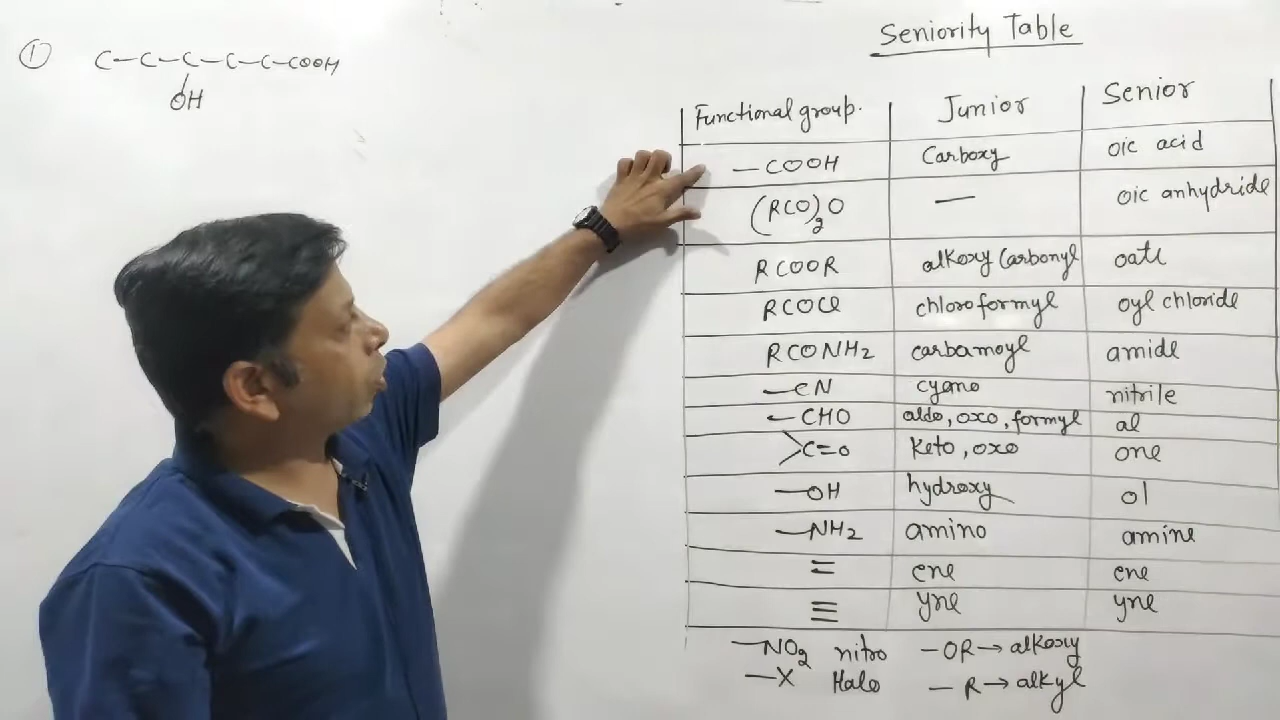 ① C–C–C–C–C–COOH
OH
Seniority Table
Functional group. Junior Senior
–COOH Carboxy oic acid
(RCO)₂O — oic anhydride
RCOOR alkoxy Carbonyl oate
RCOCl chloroformyl oyl chloride
RCONH₂ carbamoyl amide
–CN cyano nitrile
–CHO aldo, oxo, formyl al
>C=O Keto, oxo one
–OH hydroxy ol
–NH₂ amino amine
= ene ene
≡ yne yne
–NO₂ nitro –OR→alkoxy
–X Halo –R→alkyl